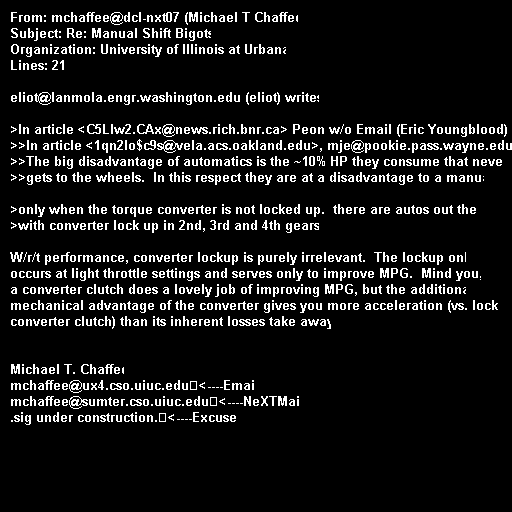 From: mchaffee@dcl-nxt07 (Michael T Chaffee
Subject: Re: Manual Shift Bigots
Organization: University of Illinois at Urbana
Lines: 21
eliot@lanmola.engr.washington.edu (eliot) writes
>In article <C5Llw2.CAx@news.rich.bnr.ca> Peon w/o Email (Eric Youngblood)
>>In article <1qn2lo$c9s@vela.acs.oakland.edu>, mje@pookie.pass.wayne.edu
>>The big disadvantage of automatics is the ~10% HP they consume that neve
>>gets to the wheels.  In this respect they are at a disadvantage to a manu
>only when the torque converter is not locked up.  there are autos out the
>with converter lock up in 2nd, 3rd and 4th gears
W/r/t performance, converter lockup is purely irrelevant.  The lockup onl
occurs at light throttle settings and serves only to improve MPG.  Mind you,
a converter clutch does a lovely job of improving MPG, but the additiona
mechanical advantage of the converter gives you more acceleration (vs. lock
converter clutch) than its inherent losses take away
Michael T. Chaffee
mchaffee@ux4.cso.uiuc.edu▯<----Emai
mchaffee@sumter.cso.uiuc.edu▯<----NeXTMai
.sig under construction.▯<----Excuse